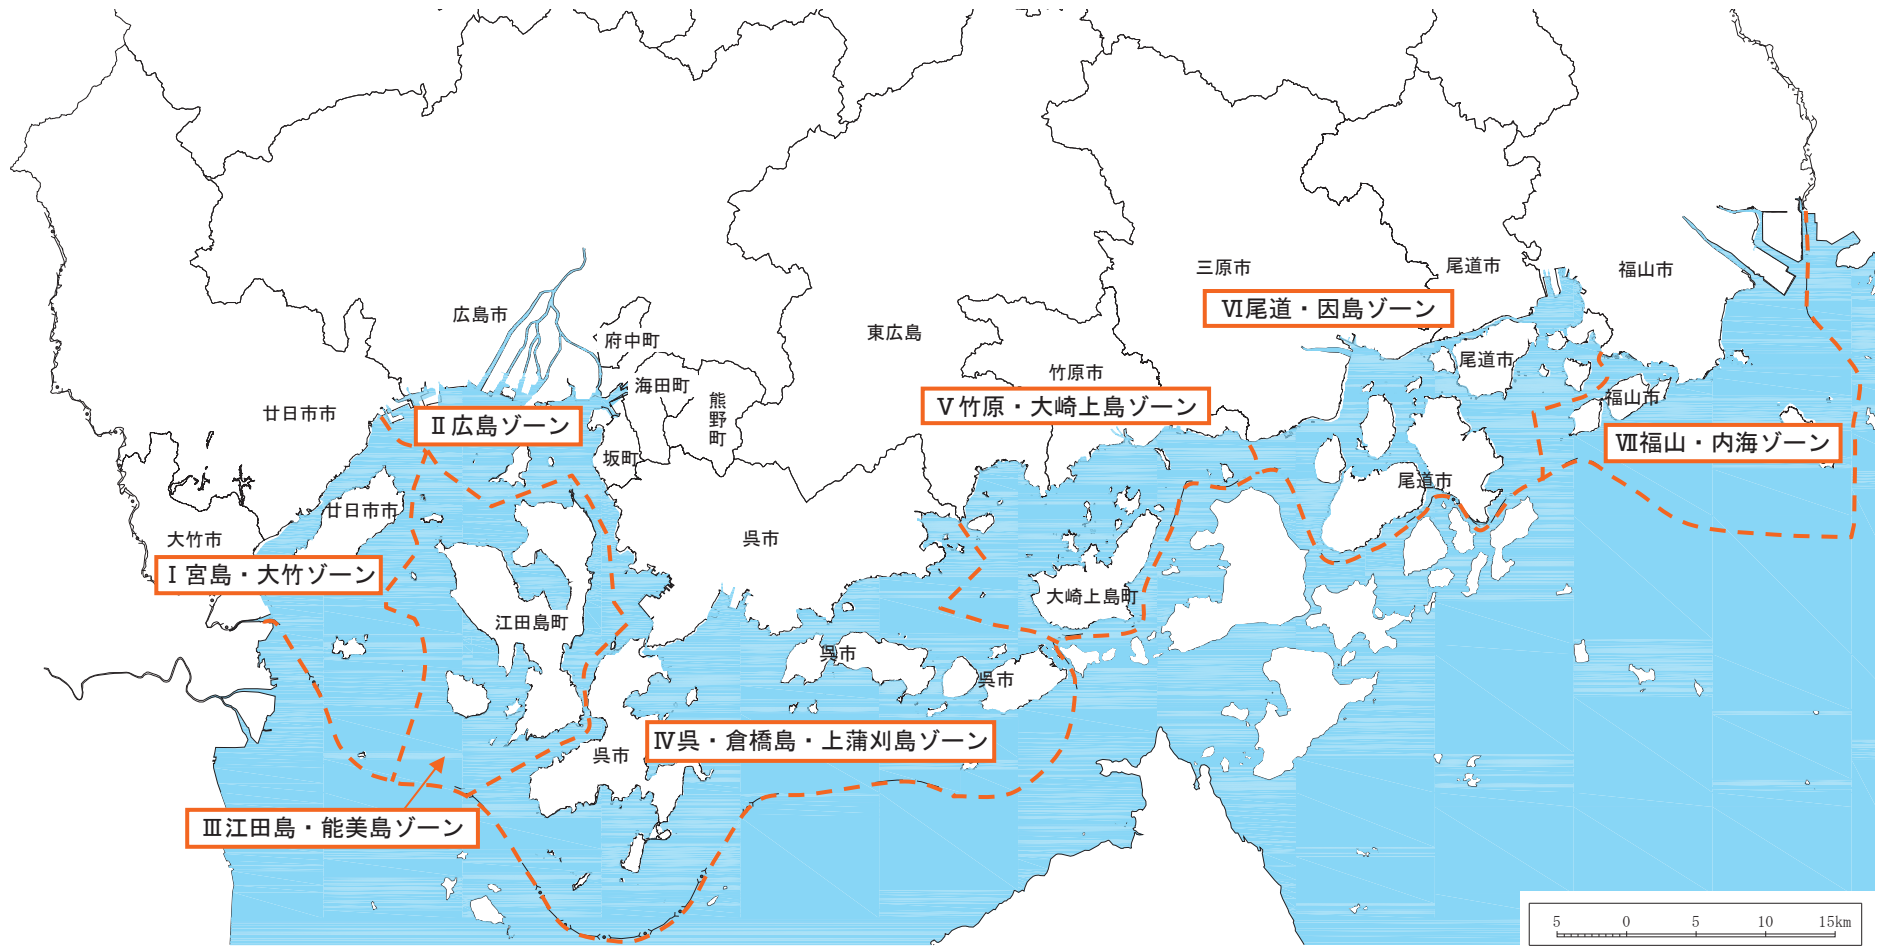 三原市
尾道市
福山市
Ⅵ尾道・因島ゾーン
広島市
府中町
東広島
尾道市
海田町
竹原市
福山市
廿日市市
熊野町
Ⅴ竹原・大崎上島ゾーン
Ⅱ広島ゾーン
Ⅶ福山・内海ゾーン
坂町
尾道市
廿日市市
大竹市
呉市
Ⅰ宮島・大竹ゾーン
大崎上島町
江田島町
呉市
呉市
Ⅳ呉・倉橋島・上蒲刈島ゾーン
呉市
Ⅲ江田島・能美島ゾーン
5 0 5 10 15km